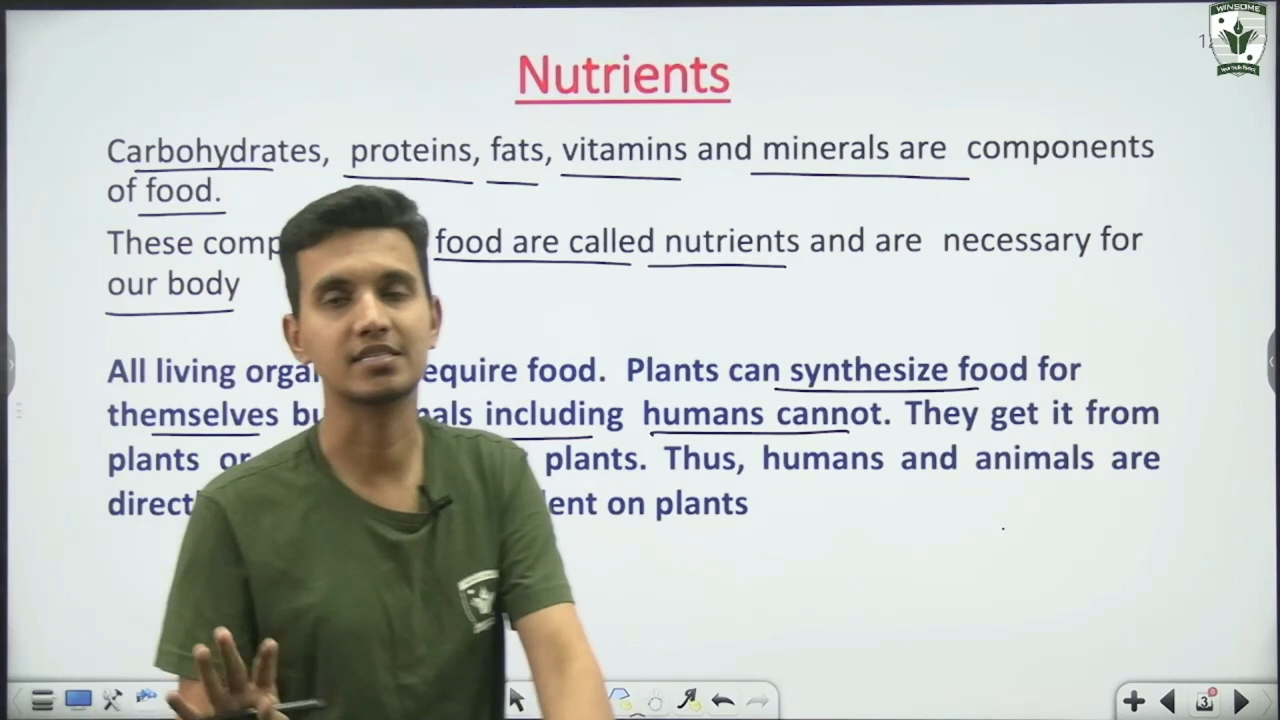 WINSOME
Nutrients
Carbohydrates, proteins, fats, vitamins and minerals are components
of food.
These comp food are called nutrients and are necessary for
our body
All living orga equire food. Plants can synthesize food for
themselves bu als including humans cannot. They get it from
plants or plants. Thus, humans and animals are
direct ent on plants
3